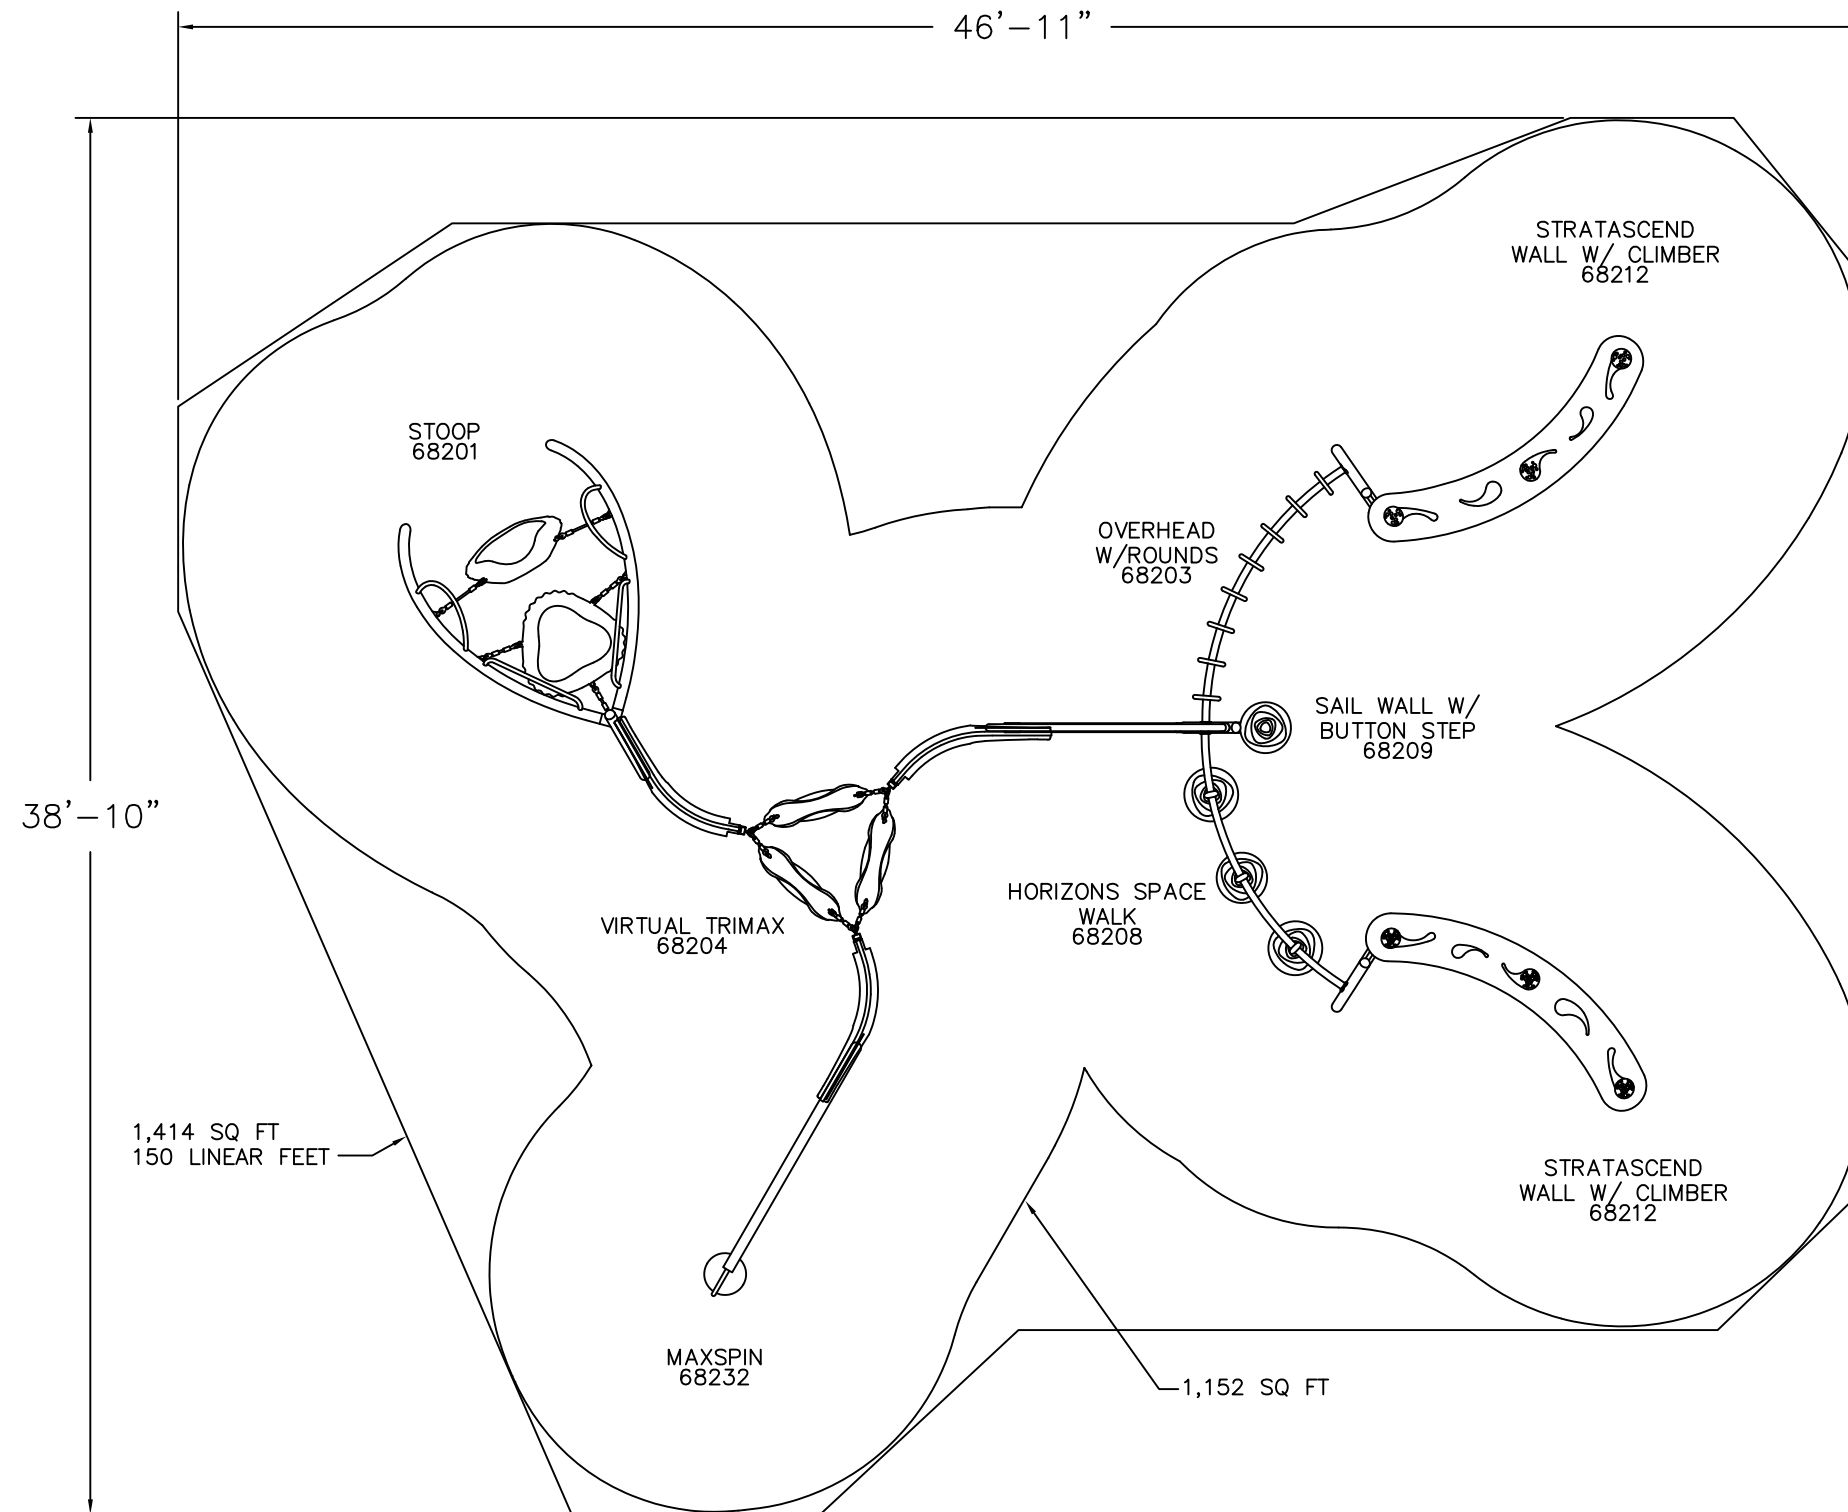 46'-11"
STRATASCEND
WALL W/ CLIMBER
68212
STOOP
68201
OVERHEAD
W/ROUNDS
68203
SAIL WALL W/
BUTTON STEP
68209
38'-10"
HORIZONS SPACE
WALK
68208
VIRTUAL TRIMAX
68204
1,414 SQ FT
150 LINEAR FEET
STRATASCEND
WALL W/ CLIMBER
68212
MAXSPIN
68232
1,152 SQ FT